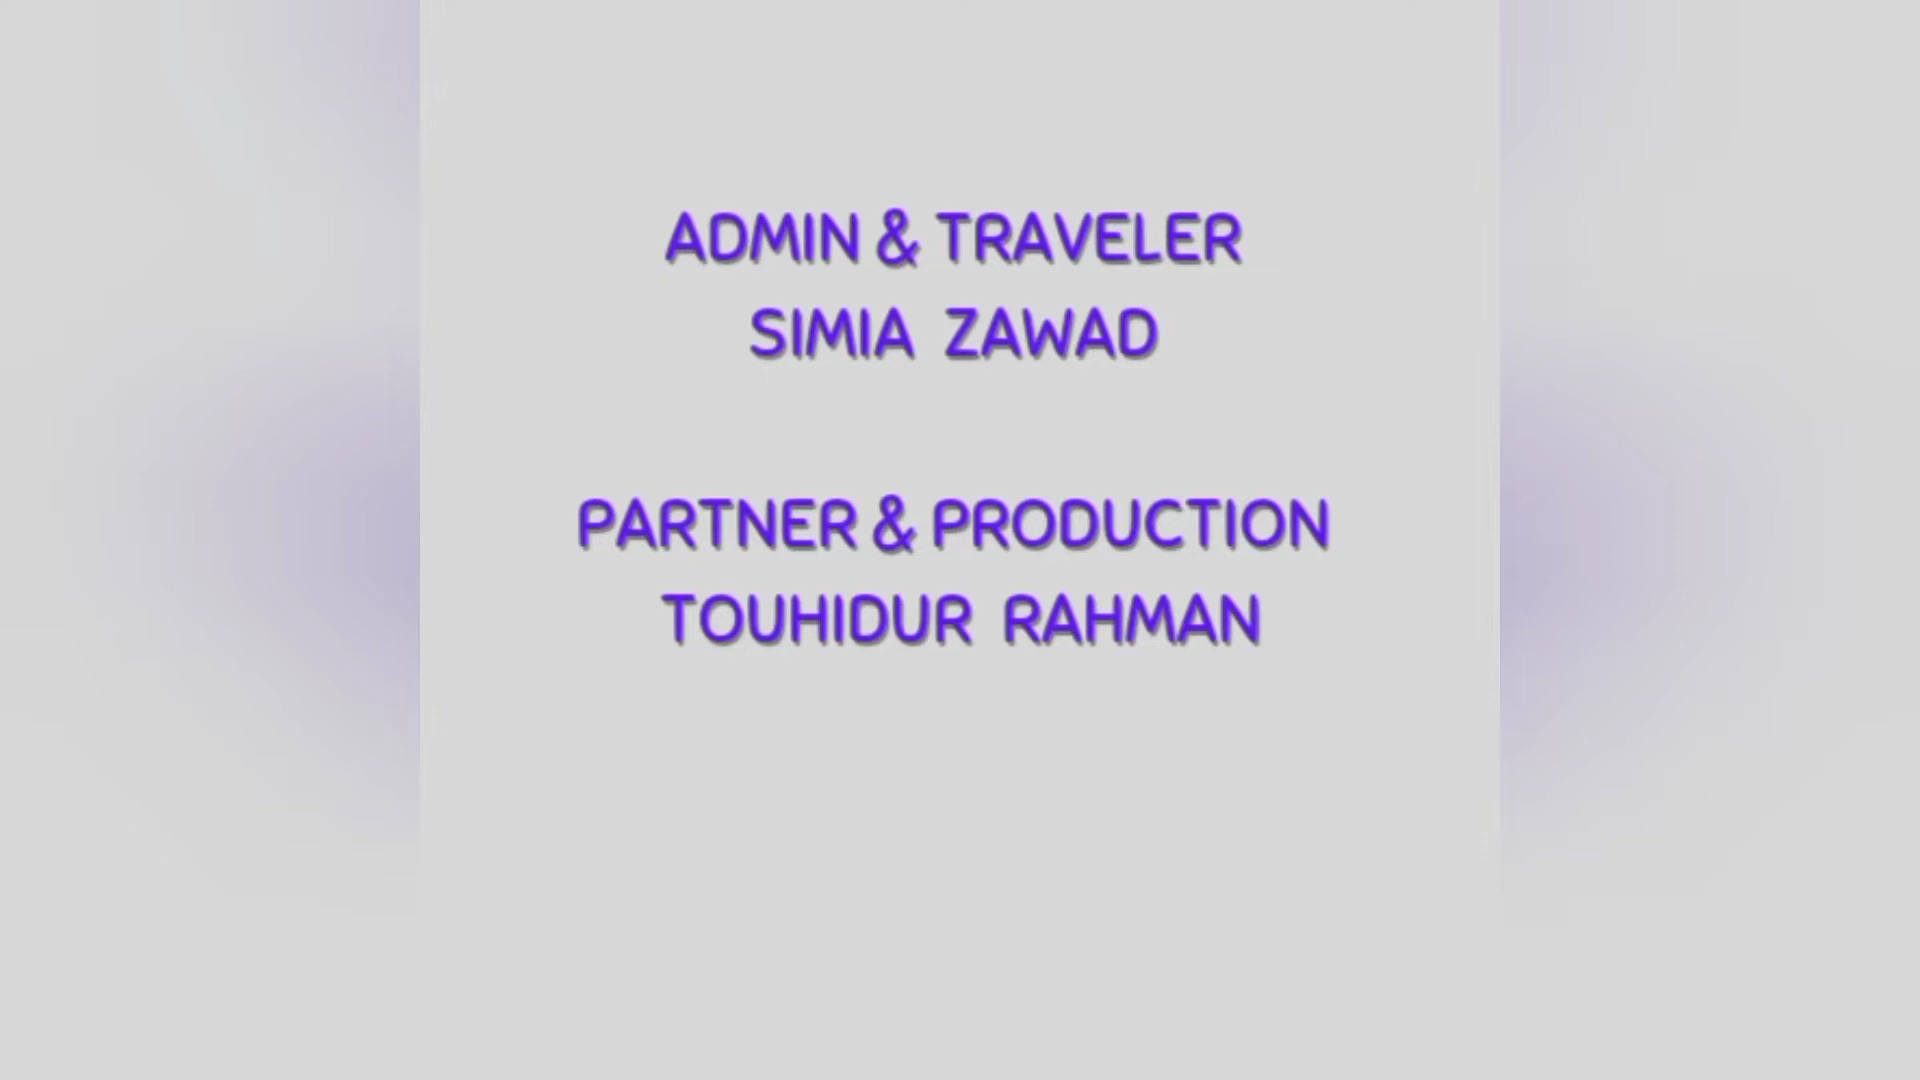 ADMIN & TRAVELER
SIMIA ZAWAD
PARTNER & PRODUCTION
TOUHIDUR RAHMAN